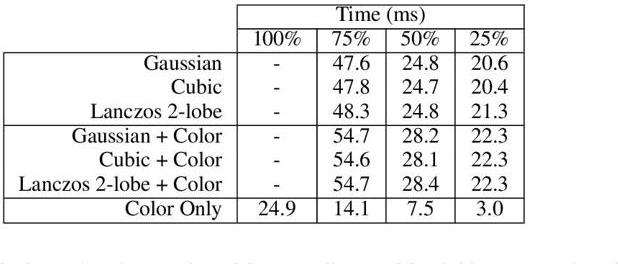 Time (ms)
100% 75% 50% 25%
Gaussian - 47.6 24.8 20.6
Cubic - 47.8 24.7 20.4
Lanczos 2-lobe - 48.3 24.8 21.3
Gaussian + Color - 54.7 28.2 22.3
Cubic + Color - 54.6 28.1 22.3
Lanczos 2-lobe + Color - 54.7 28.4 22.3
Color Only 24.9 14.1 7.5 3.0